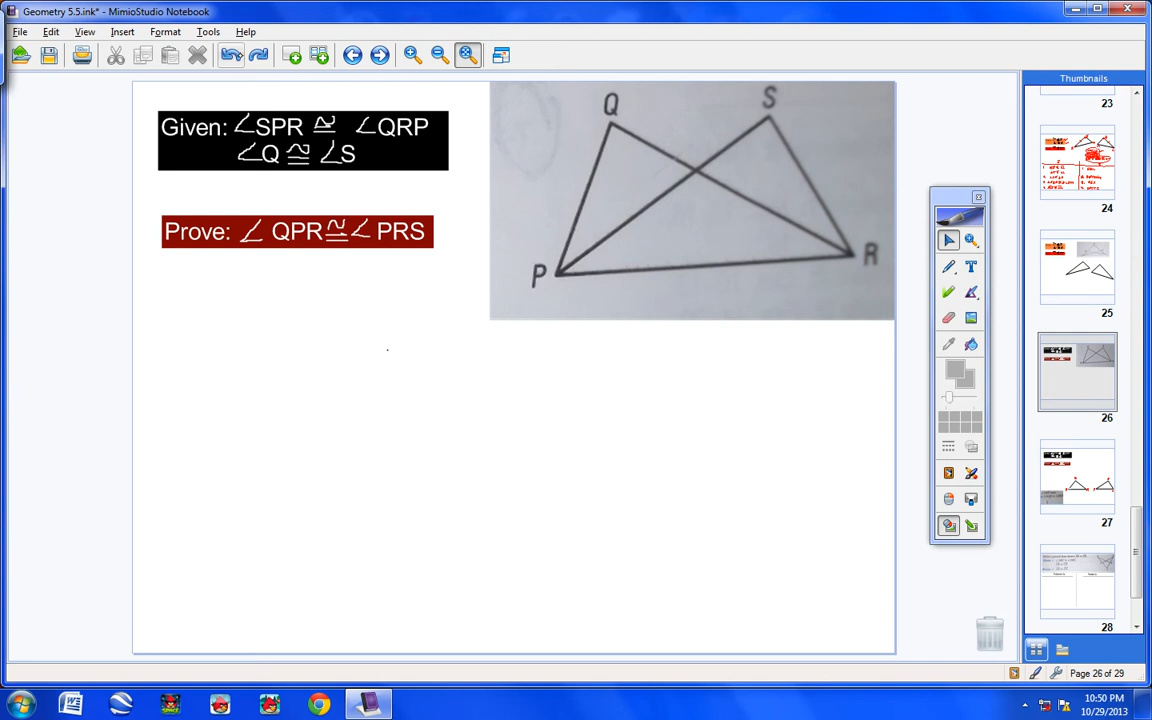 Geometry 5.5.ink* - MimioStudio Notebook
File Edit View Insert Format Tools Help
Thumbnails
Given: ∠SPR ≅ ∠QRP
∠Q ≅ ∠S
Prove: ∠ QPR ≅ ∠ PRS
Q
S
P
R
23
24
25
26
27
28
Page 26 of 29
10:50 PM
10/29/2013